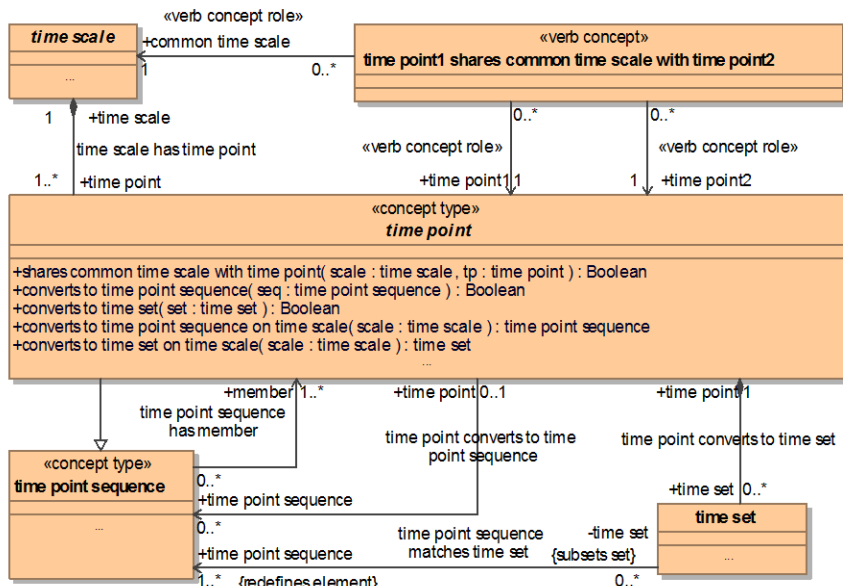 «verb concept role»
time scale
...
+common time scale
1
0..*
«verb concept»
time point1 shares common time scale with time point2
1
+time scale
time scale has time point
1..*
+time point
0..*
0..*
«verb concept role»
«verb concept role»
+time point1
1
1
+time point2
«concept type»
time point
+shares common time scale with time point( scale : time scale, tp : time point ) : Boolean
+converts to time point sequence( seq : time point sequence ) : Boolean
+converts to time set( set : time set ) : Boolean
+converts to time point sequence on time scale( scale : time scale ) : time point sequence
+converts to time set on time scale( scale : time scale ) : time set
...
+member
1..*
+time point
0..1
+time point
1
time point sequence
has member
time point converts to time
point sequence
time point converts to time set
«concept type»
time point sequence
...
0..*
+time point sequence
0..*
+time set
0..*
time set
...
+time point sequence
1..*
{redefines element}
time point sequence
matches time set
-time set
{subsets set}
0..*